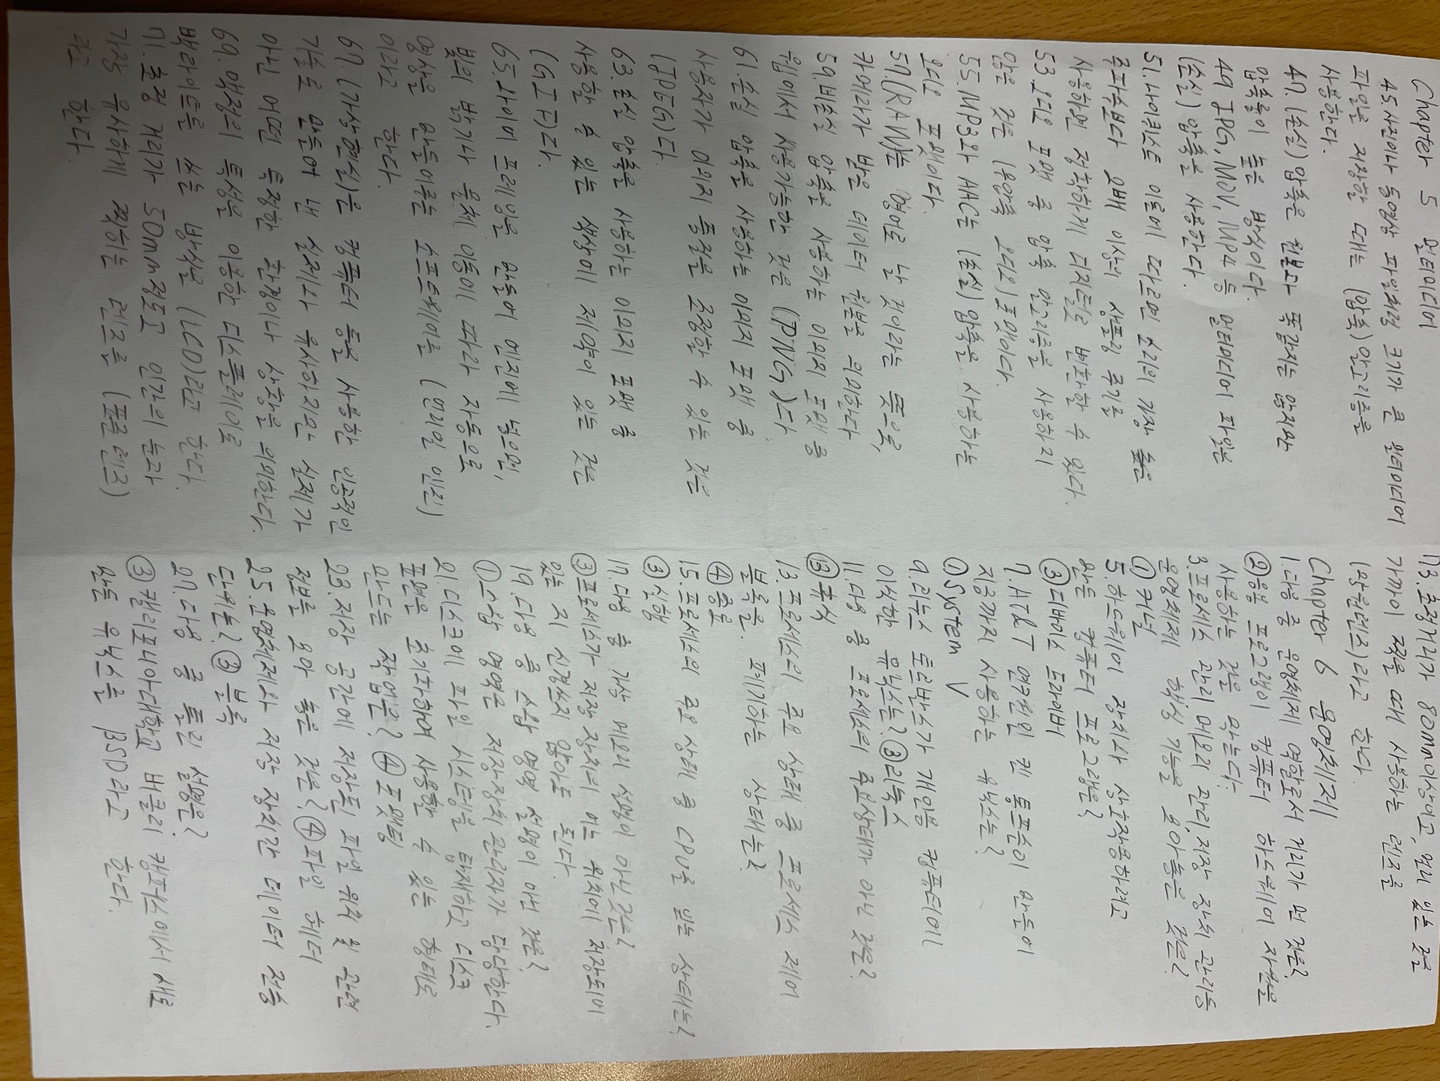 Chapter 5 멀티미디어
45.사진이나 동영상 파일처럼 크기가 큰 멀티미디어
파일을 저장할 때는 (압축)알고리즘을
사용한다.
47.(손실)압축은 원본과 똑같지는 않지만
압축률이 높은 방식이다.
49 JPG, MOV, MP4 등 멀티미디어 파일은
(손실)압축을 사용한다.
51.나이퀴스트 이론에 따르면 소리의 가장 높은
주파수보다 2배 이상의 샘플링 주기를
사용하면 정확하게 디지털로 변환할 수 있다.
53.오디오 포맷 중 압축 알고리즘을 사용하지
않은 것은 (무압축 오디오)포맷이다.
55.MP3와 AAC는 (손실)압축을 사용하는
오디오 포맷이다.
57.(RAW)는 영어로 날 것이라는 뜻으로,
카메라가 받은 데이터 원본을 의미한다
59.비손실 압축을 사용하는 이미지 포맷 중
웹에서 사용가능한 것은 (PNG)다.
61.손실 압축을 사용하는 이미지 포맷 중
사용자가 이미지 품질을 조정할 수 있는 것은
(JPEG)다.
63.손실 압축을 사용하는 이미지 포맷 중
사용할 수 있는 색상에 제약이 있는 것은
(GIF)다.
65.와이어 프레임을 만들어 엔진에 넣으면,
빛의 밝기나 물체 이동에 따라 자동으로
영상을 만들어주는 소프트웨어를 (언리얼 엔진)
이라고 한다.
67.(가상현실)은 컴퓨터 등을 사용한 인공적인
기술로 만들어 낸 실제와 유사하지만 실제가
아닌 어떤 특정한 환경이나 상황을 의미한다.
69.액정의 특성을 이용한 디스플레이로
백라이트를 쓰는 방식을 (LCD)라고 한다.
71.초점 거리가 50mm정도고 인간의 눈과
가장 유사하게 찍히는 렌즈를 (표준렌즈)
라고 한다.
73.초점거리가 80mm이상이고, 멀리 있는 것을
가까이 찍을 때 사용하는 렌즈를
(망원렌즈)라고 한다.
Chapter 6 운영체제
1.다음 중 운영체제 역할로서 거리가 먼 것은?
②응용 프로그램이 컴퓨터 하드웨어 자원을
사용하는 것을 막는다.
3.프로세스 관리,메모리 관리,저장 장치 관리등
운영체제 핵심 기능을 모아놓은 것은?
①커널
5.하드웨어 장치와 상호작용하려고
만든 컴퓨터 프로그램은?
③디바이스 드라이버
7.AT&T 연구원인 켄 톰프슨이 만들어
지금까지 사용하는 유닉스는?
①System V
9.리누스 토르발스가 개인용 컴퓨터에
이식한 유닉스는?③리눅스
11.다음 중 프로세스의 주요상태가 아닌 것은?
③휴식
13.프로세스의 주요 상태 중 프로세스 제어
블록을 폐기하는 상태는?
④종료
15.프로세스의 주요 상태 중 CPU를 얻는 상태는?
③실행
17.다음 중 가상 메모리 설명이 아닌것은?
③프로세스가 저장 장치의 어느 위치에 저장되어
있는 지 신경쓰지 않아도 된다.
19.다음 중 스왑 영역 설명이 아닌 것은?
①스왑 영역은 저장장치관리자가 담당한다.
21.디스크에 파일 시스템을 탑재하고 디스크
표면을 초기화하여 사용할 수 있는 형태로
만드는 작업은? ④포맷팅
23.저장 공간에 저장된 파일 위치 및 관련
정보를 모아 놓은 것은?④파일 헤더
25.운영체제와 저장 장치간 데이터 전송
단위는?③블록
27.다음 중 틀린 설명은?
③캘리포니아대학교 버클리 캠퍼스에서 새로
만든 유닉스를 BSD라고 한다.